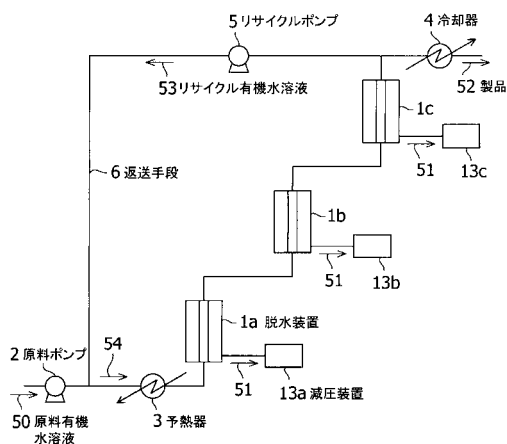 5 リサイクルポンプ
4 冷却器
53 リサイクル有機水溶液
52 製品
1c
51
13c
6 返送手段
1b
51
13b
1a 脱水装置
2 原料ポンプ
54
51
13a 減圧装置
50 原料有機
水溶液
3 予熱器